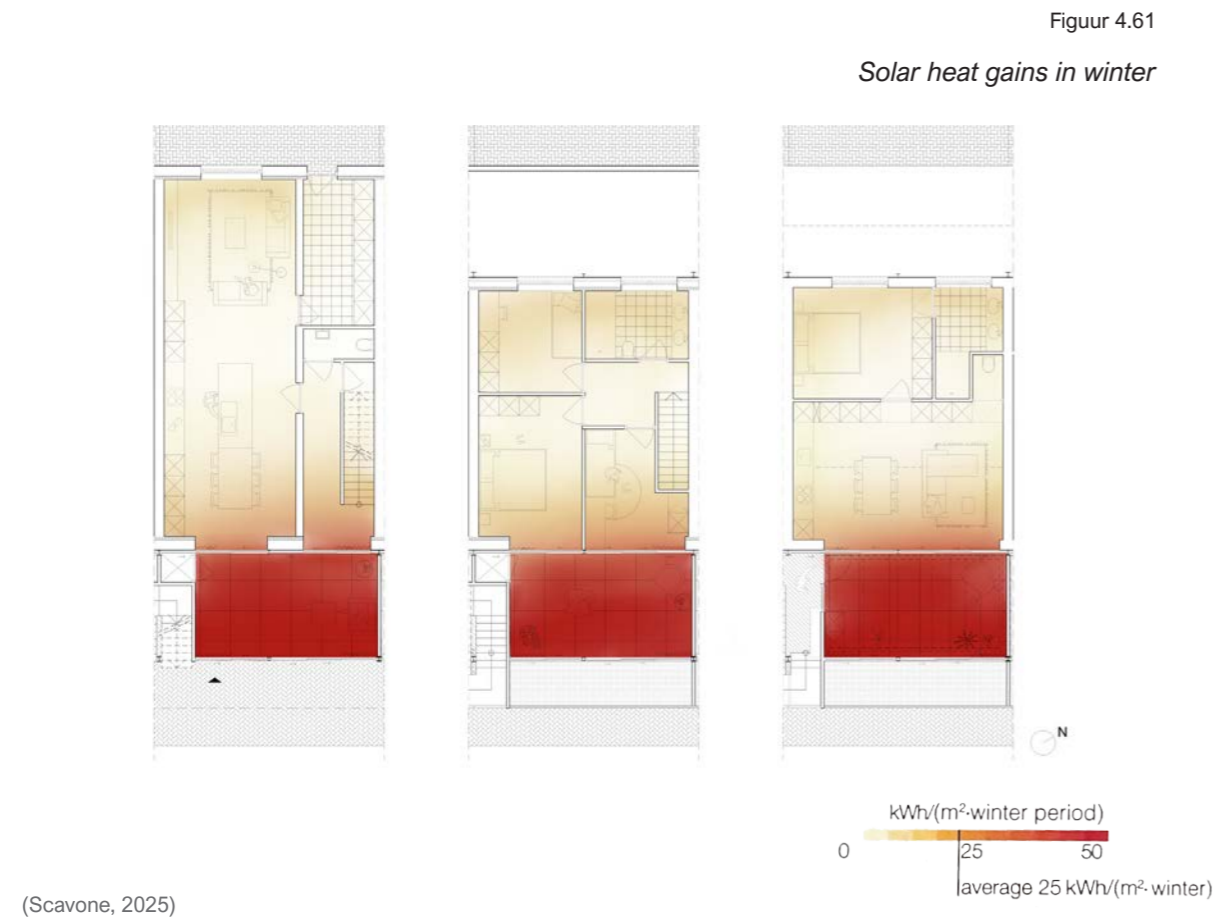 Figuur 4.61
Solar heat gains in winter
N
kWh/(m²·winter period)
0 25 50
average 25 kWh/(m²· winter)
(Scavone, 2025)